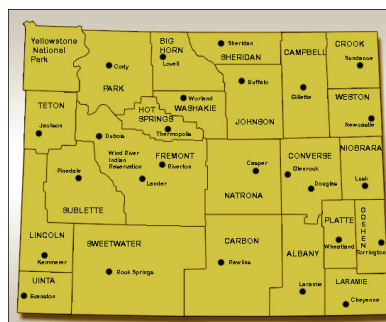 Yellowstone
National
Park
Cody
PARK
BIG
HORN
Lovell
Sheridan
SHERIDAN
CAMPBELL
CROOK
Sundance
Buffalo
Gillette
WESTON
Newcastle
TETON
Jackson
HOT
SPRINGS
Thermopolis
Worland
WASHAKIE
JOHNSON
Dubois
Wind River
Indian
Reservation
FREMONT
Riverton
Lander
Pinedale
SUBLETTE
Casper
NATRONA
CONVERSE
Glenrock
Douglas
NIOBRARA
Lusk
LINCOLN
Kemmerer
SWEETWATER
Rock Springs
CARBON
Rawlins
ALBANY
Laramie
PLATTE
Wheatland
GOSHEN
Torrington
UINTA
Evanston
LARAMIE
Cheyenne